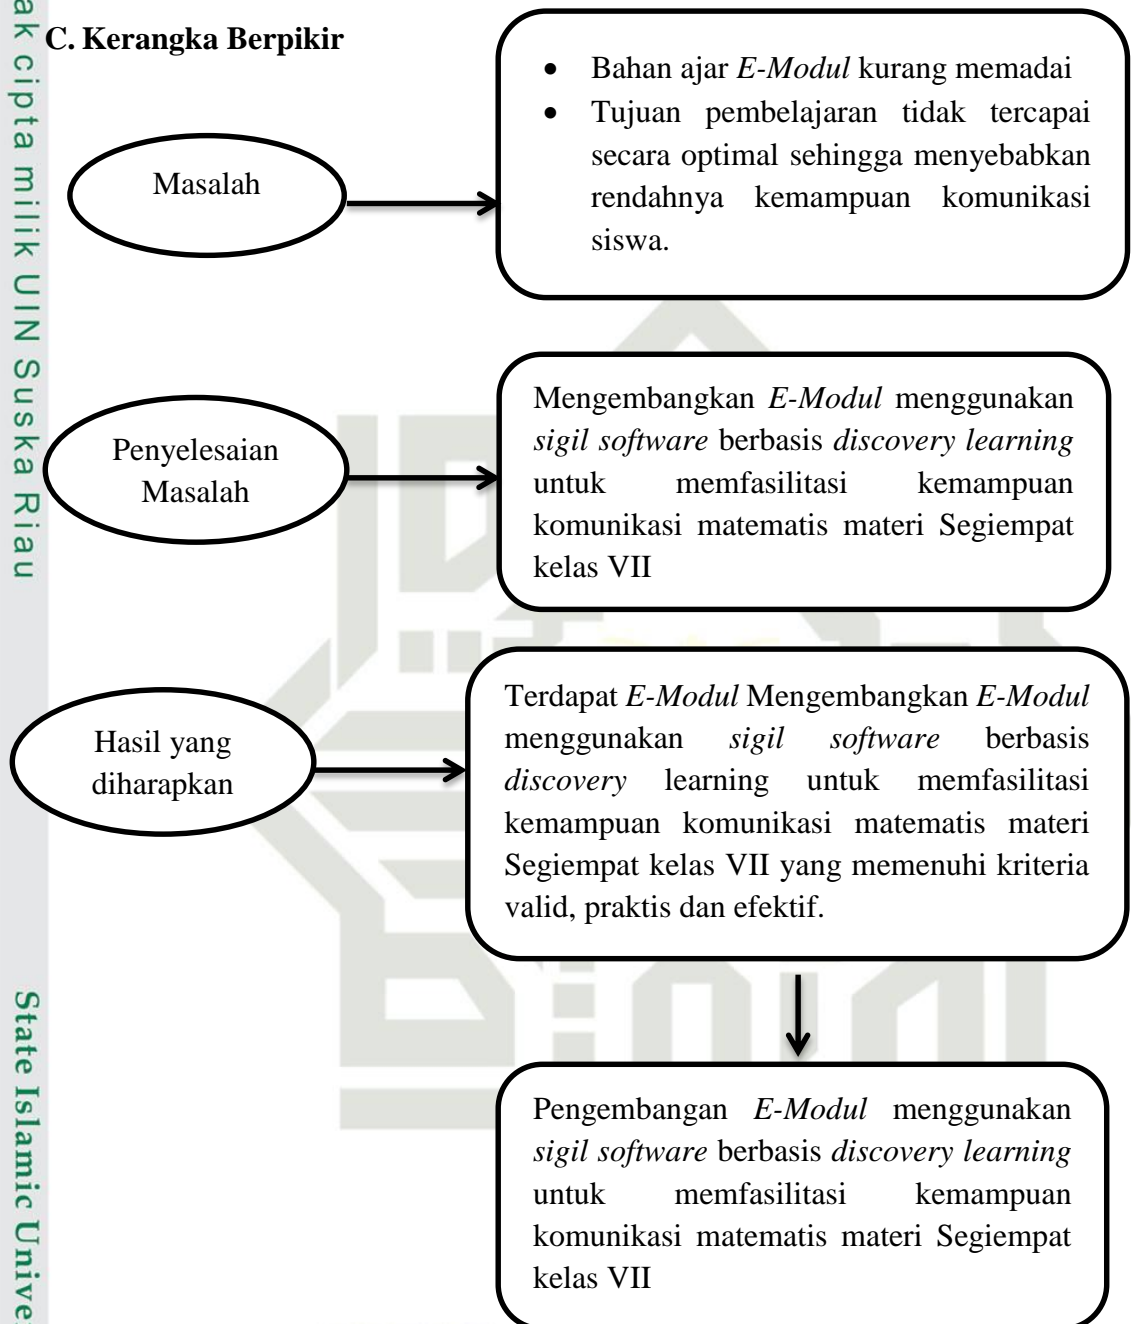 C. Kerangka Berpikir
Masalah
• Bahan ajar E-Modul kurang memadai
• Tujuan pembelajaran tidak tercapai
secara optimal sehingga menyebabkan
rendahnya kemampuan komunikasi
siswa.
Penyelesaian
Masalah
Mengembangkan E-Modul menggunakan
sigil software berbasis discovery learning
untuk memfasilitasi kemampuan
komunikasi matematis materi Segiempat
kelas VII
Hasil yang
diharapkan
Terdapat E-Modul Mengembangkan E-Modul
menggunakan sigil software berbasis
discovery learning untuk memfasilitasi
kemampuan komunikasi matematis materi
Segiempat kelas VII yang memenuhi kriteria
valid, praktis dan efektif.
Pengembangan E-Modul menggunakan
sigil software berbasis discovery learning
untuk memfasilitasi kemampuan
komunikasi matematis materi Segiempat
kelas VII
ak cipta milik UIN Suska Riau
State Islamic Unive